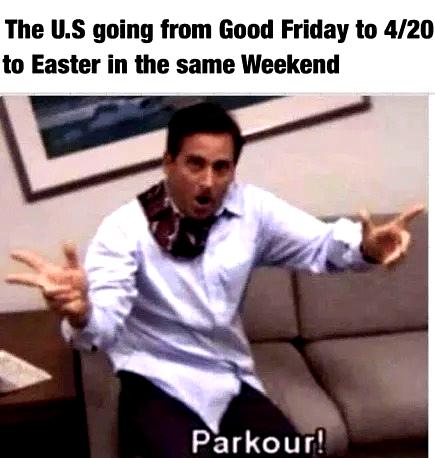 The U.S going from Good Friday to 4/20
to Easter in the same Weekend
Parkour!